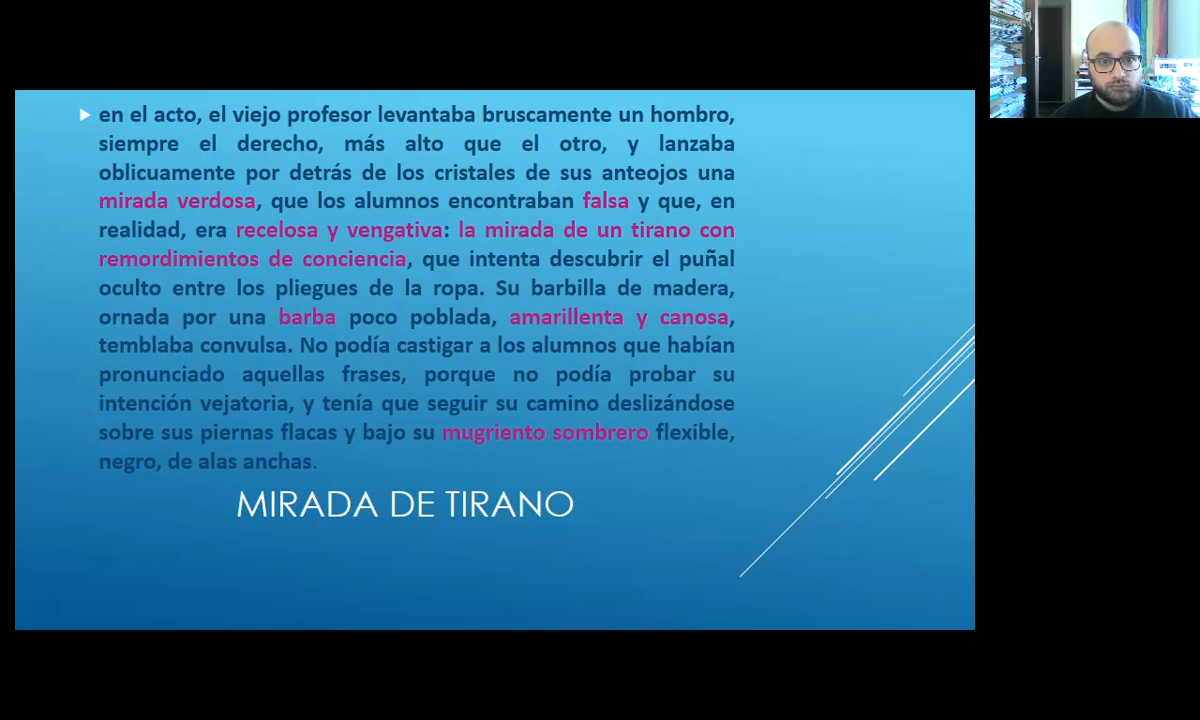 en el acto, el viejo profesor levantaba bruscamente un hombro,
siempre el derecho, más alto que el otro, y lanzaba
oblicuamente por detrás de los cristales de sus anteojos una
mirada verdosa, que los alumnos encontraban falsa y que, en
realidad, era recelosa y vengativa: la mirada de un tirano con
remordimientos de conciencia, que intenta descubrir el puñal
oculto entre los pliegues de la ropa. Su barbilla de madera,
ornada por una barba poco poblada, amarillenta y canosa,
temblaba convulsa. No podía castigar a los alumnos que habían
pronunciado aquellas frases, porque no podía probar su
intención vejatoria, y tenía que seguir su camino deslizándose
sobre sus piernas flacas y bajo su mugriento sombrero flexible,
negro, de alas anchas.
MIRADA DE TIRANO